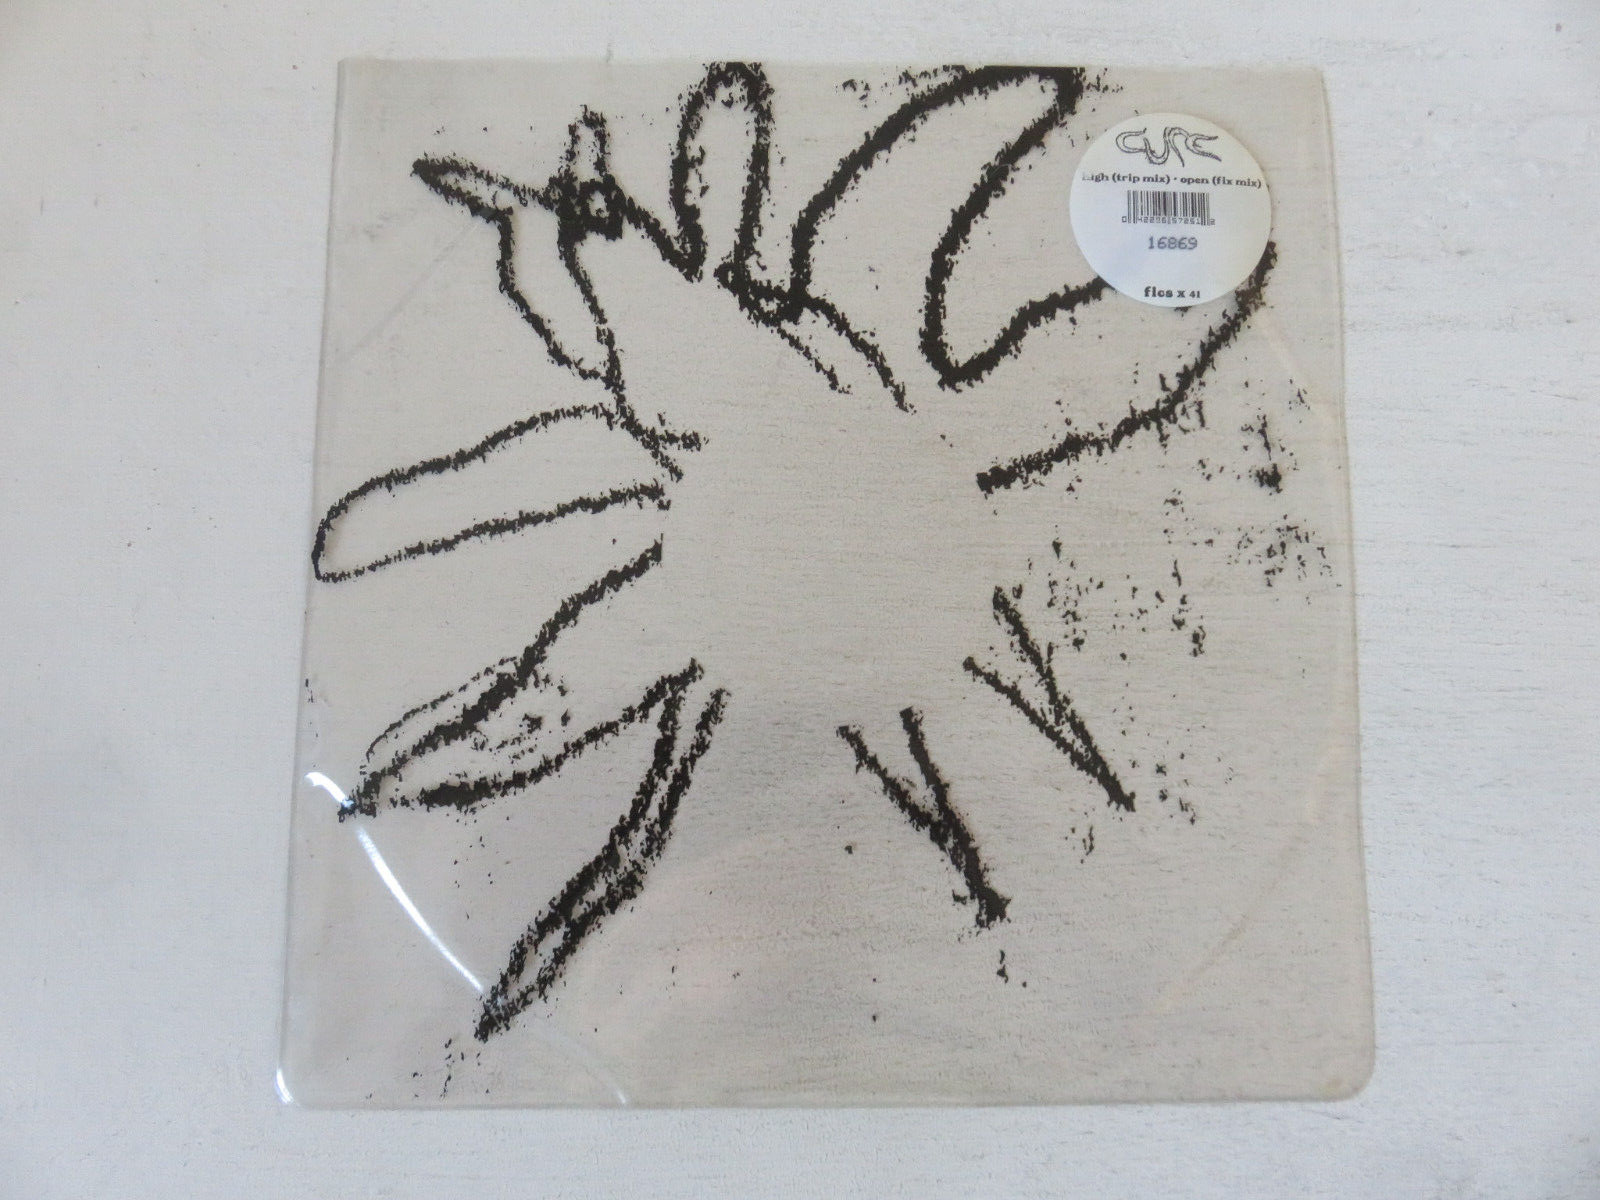 CURE
high (trip mix) • open (fix mix)
16869
fics x 41